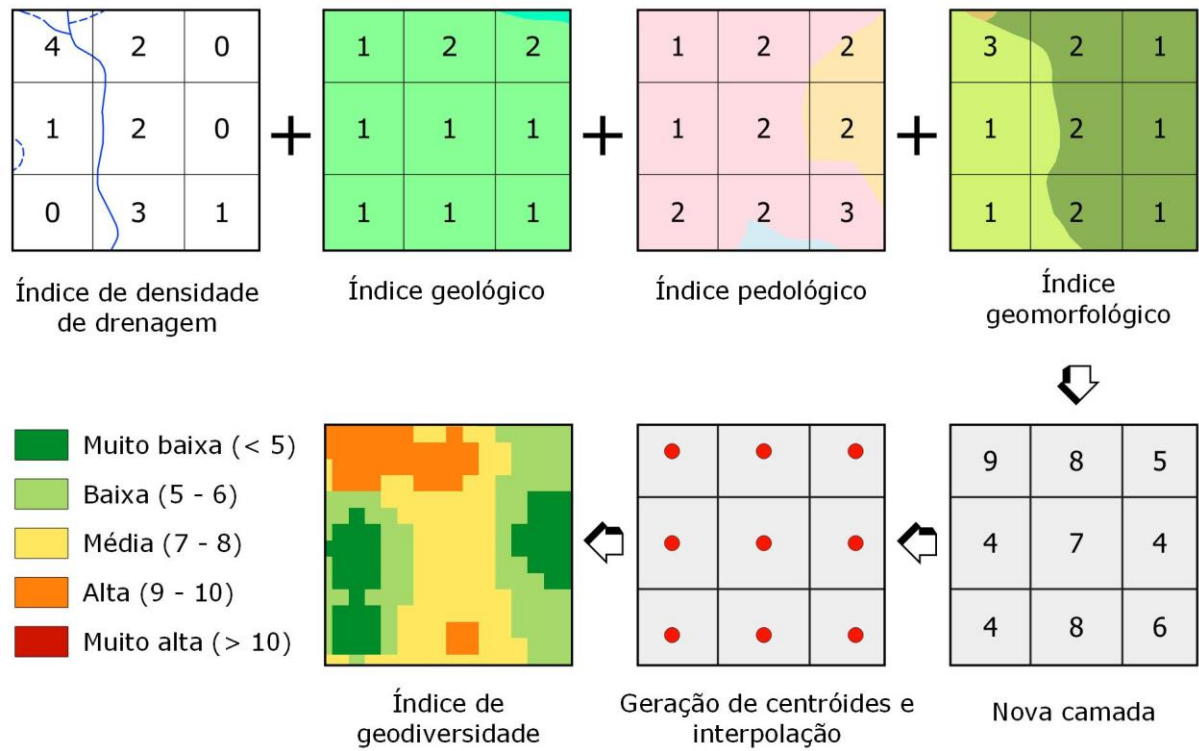 4 2 0
1 2 0
0 3 1
+
1 2 2
1 1 1
1 1 1
+
1 2 2
1 2 2
2 2 3
+
3 2 1
1 2 1
1 2 1
Índice de densidade
de drenagem
Índice geológico
Índice pedológico
Índice
geomorfológico
Muito baixa (< 5)
Baixa (5 - 6)
Média (7 - 8)
Alta (9 - 10)
Muito alta (> 10)
Índice de
geodiversidade
Geração de centróides e
interpolação
9 8 5
4 7 4
4 8 6
Nova camada